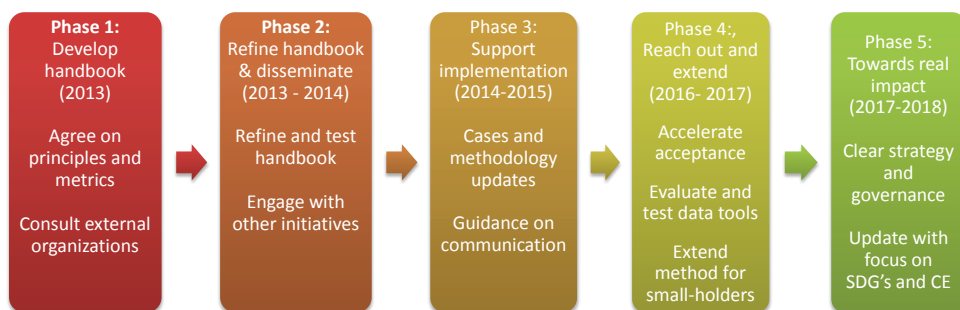 Phase 1:
Develop
handbook
(2013)
Agree on
principles and
metrics
Consult external
organizations
Phase 2:
Refine handbook
& disseminate
(2013 - 2014)
Refine and test
handbook
Engage with
other initiatives
Phase 3:
Support
implementation
(2014-2015)
Cases and
methodology
updates
Guidance on
communication
Phase 4:,
Reach out and
extend
(2016- 2017)
Accelerate
acceptance
Evaluate and
test data tools
Extend
method for
small-holders
Phase 5:
Towards real
impact
(2017-2018)
Clear strategy
and
governance
Update with
focus on
SDG's and CE